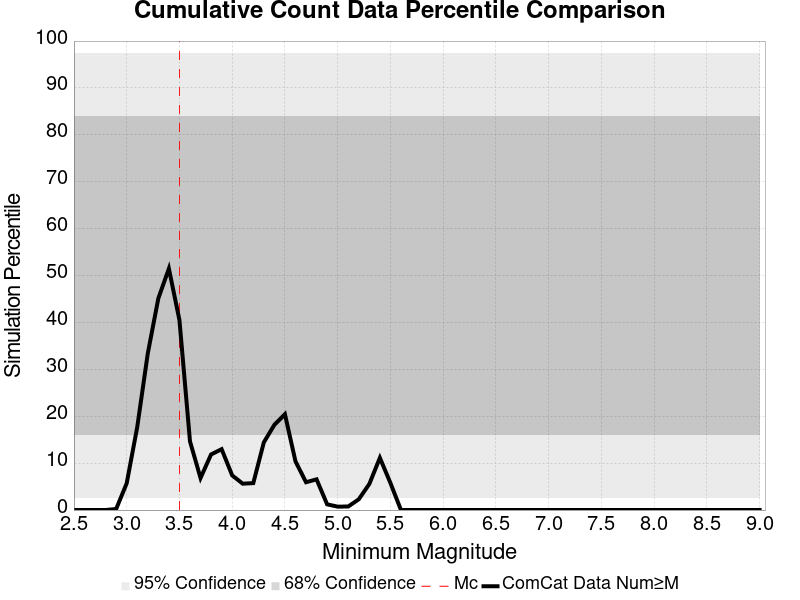 Cumulative Count Data Percentile Comparison
100
90
80
70
60
50
40
30
20
10
0
Simulation Percentile
2.5 3.0 3.5 4.0 4.5 5.0 5.5 6.0 6.5 7.0 7.5 8.0 8.5 9.0
Minimum Magnitude
95% Confidence 68% Confidence Mc ComCat Data Num≥M